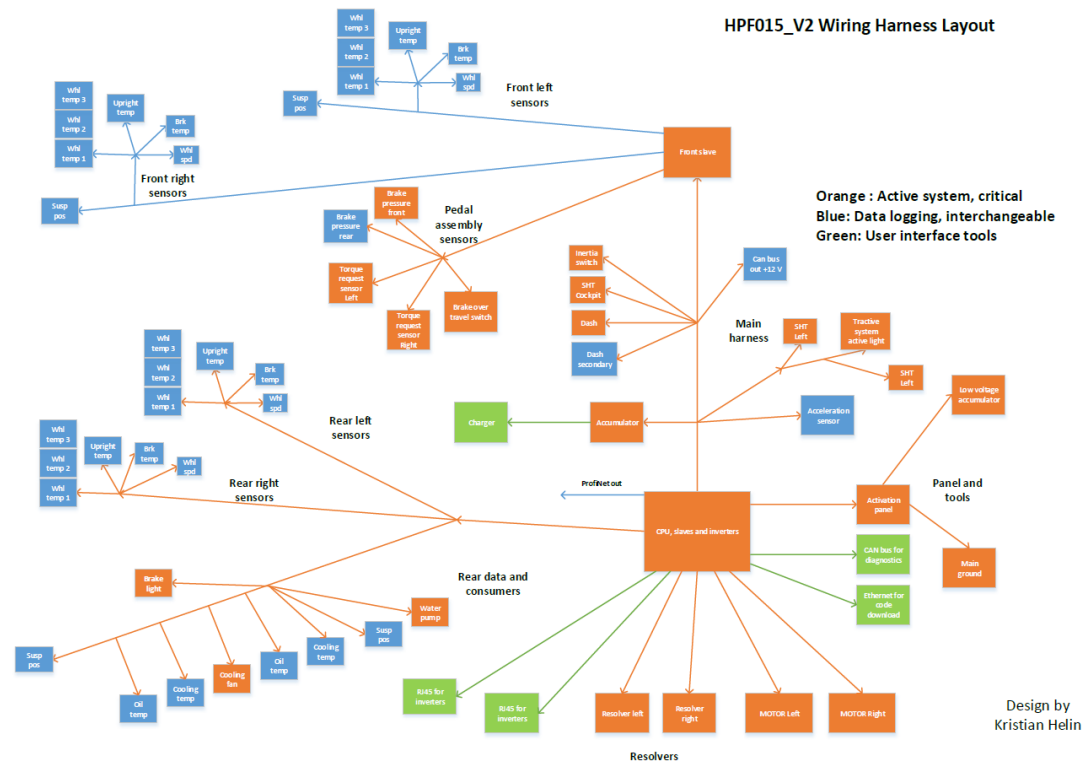 HPF015_V2 Wiring Harness Layout
Whl
temp 3
Whl
temp 2
Whl
temp 1
Upright
temp
Brk
temp
Whl
spd
Susp
pos
Front left
sensors
Whl
temp 3
Whl
temp 2
Whl
temp 1
Upright
temp
Brk
temp
Whl
spd
Susp
pos
Front right
sensors
Front slave
Orange : Active system, critical
Blue: Data logging, interchangeable
Green: User interface tools
Brake
pressure
front
Brake
pressure
rear
Pedal
assembly
sensors
Torque
request
sensor
Left
Torque
request
sensor
Right
Brake over
travel switch
Inertia
switch
SHT
Cockpit
Dash
Dash
secondary
Can bus
out +12 V
Main
harness
SHT
Left
Tractive
system
active light
SHT
Left
Low voltage
accumulator
Acceleration
sensor
Charger
Accumulator
Whl
temp 3
Whl
temp 2
Whl
temp 1
Upright
temp
Brk
temp
Whl
spd
Rear left
sensors
Whl
temp 3
Whl
temp 2
Whl
temp 1
Upright
temp
Brk
temp
Whl
spd
Rear right
sensors
ProfiNet out
CPU, slaves and inverters
Activation
panel
Panel and
tools
Main
ground
CAN bus for
diagnostics
Ethernet for
code
download
Brake
light
Rear data and
consumers
Water
pump
Susp
pos
Cooling
temp
Oil
temp
Cooling
fan
Cooling
temp
Oil
temp
Susp
pos
RJ45 for
inverters
RJ45 for
inverters
Resolver left
Resolver
right
MOTOR Left
MOTOR Right
Resolvers
Design by
Kristian Helin